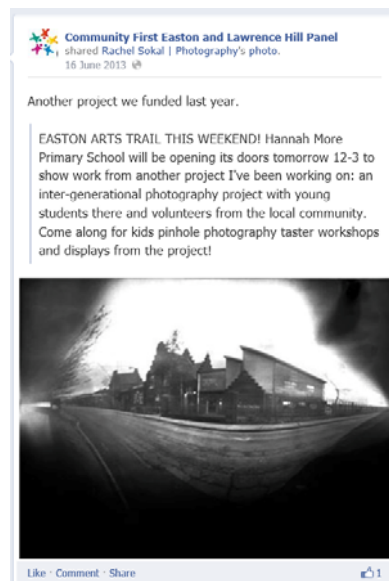 Community First Easton and Lawrence Hill Panel
shared Rachel Sokal | Photography's photo.
16 June 2013
Another project we funded last year.
EASTON ARTS TRAIL THIS WEEKEND! Hannah More
Primary School will be opening its doors tomorrow 12-3 to
show work from another project I've been working on: an
inter-generational photography project with young
students there and volunteers from the local community.
Come along for kids pinhole photography taster workshops
and displays from the project!
Like · Comment · Share
1